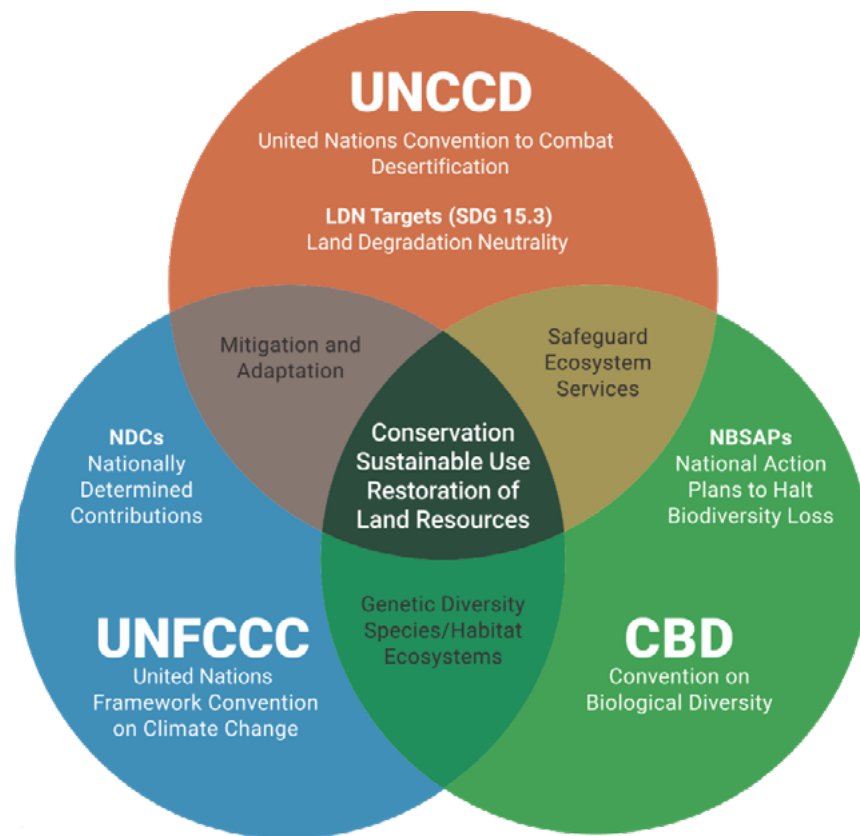 UNCCD
United Nations Convention to Combat
Desertification
LDN Targets (SDG 15.3)
Land Degradation Neutrality
Mitigation and
Adaptation
Safeguard
Ecosystem
Services
Conservation
Sustainable Use
Restoration of
Land Resources
NDCs
Nationally
Determined
Contributions
NBSAPs
National Action
Plans to Halt
Biodiversity Loss
Genetic Diversity
Species/Habitat
Ecosystems
UNFCCC
United Nations
Framework Convention
on Climate Change
CBD
Convention on
Biological Diversity